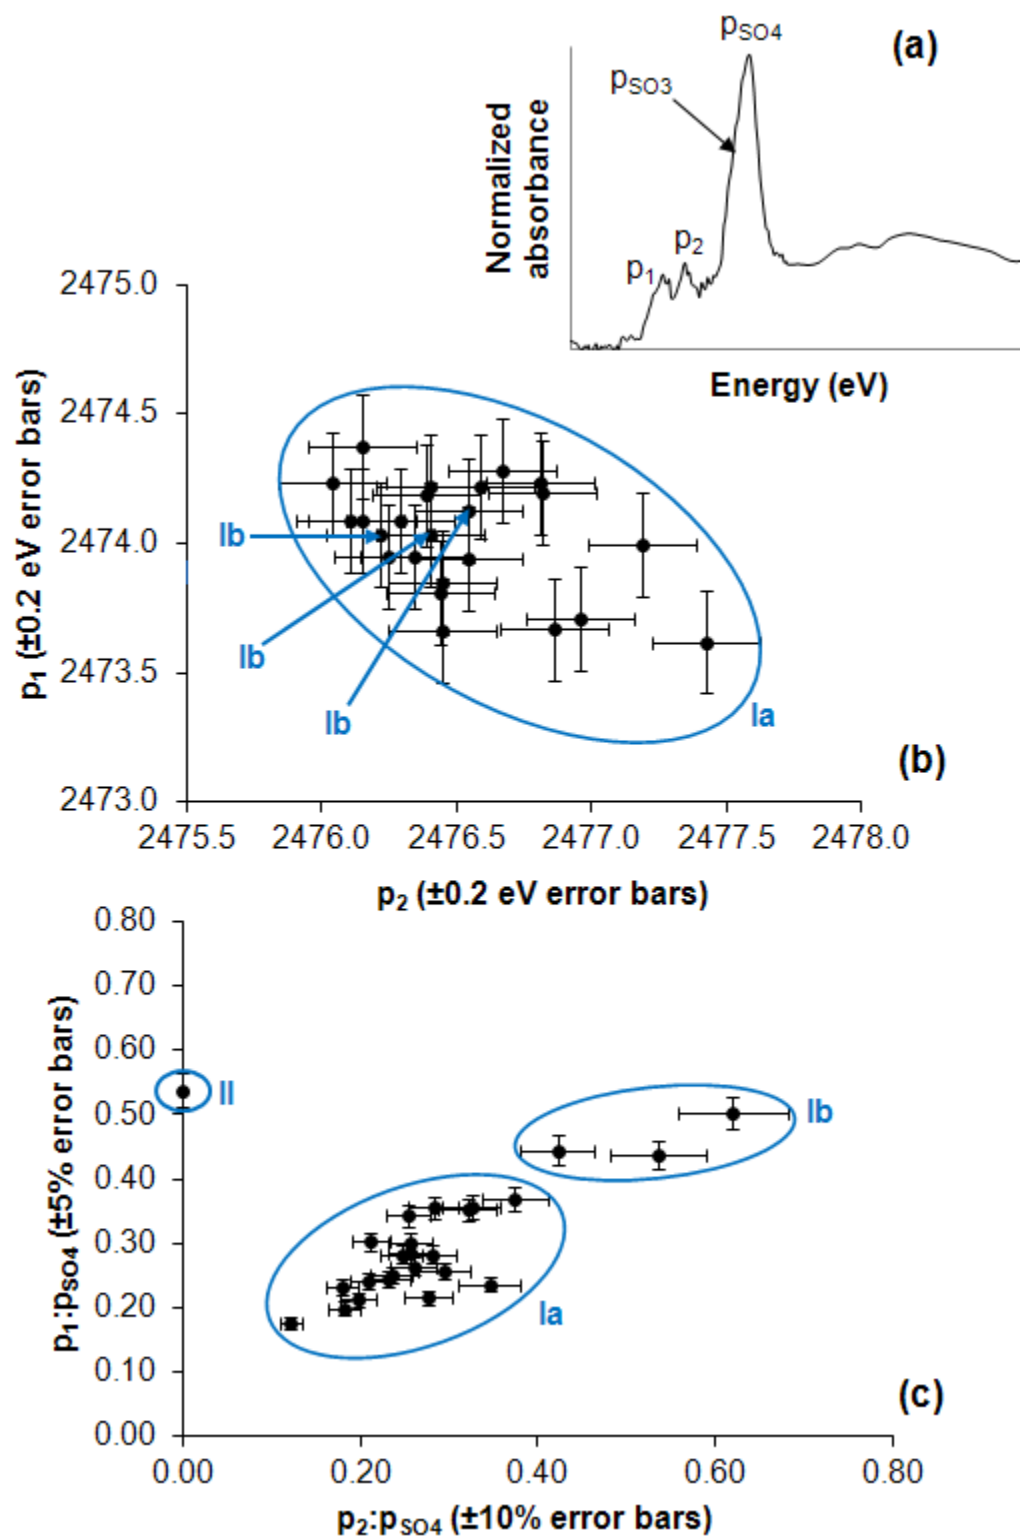 (a)
pSO4
pSO3
p2
p1
Normalized
absorbance
Energy (eV)
2475.0
2474.5
2474.0
2473.5
2473.0
p1 (±0.2 eV error bars)
Ib
Ib
Ib
Ia
(b)
2475.5 2476.0 2476.5 2477.0 2477.5 2478.0
p2 (±0.2 eV error bars)
0.80
0.70
0.60
0.50
0.40
0.30
0.20
0.10
0.00
p1:pSO4 (±5% error bars)
II
Ib
Ia
(c)
0.00 0.20 0.40 0.60 0.80
p2:pSO4 (±10% error bars)